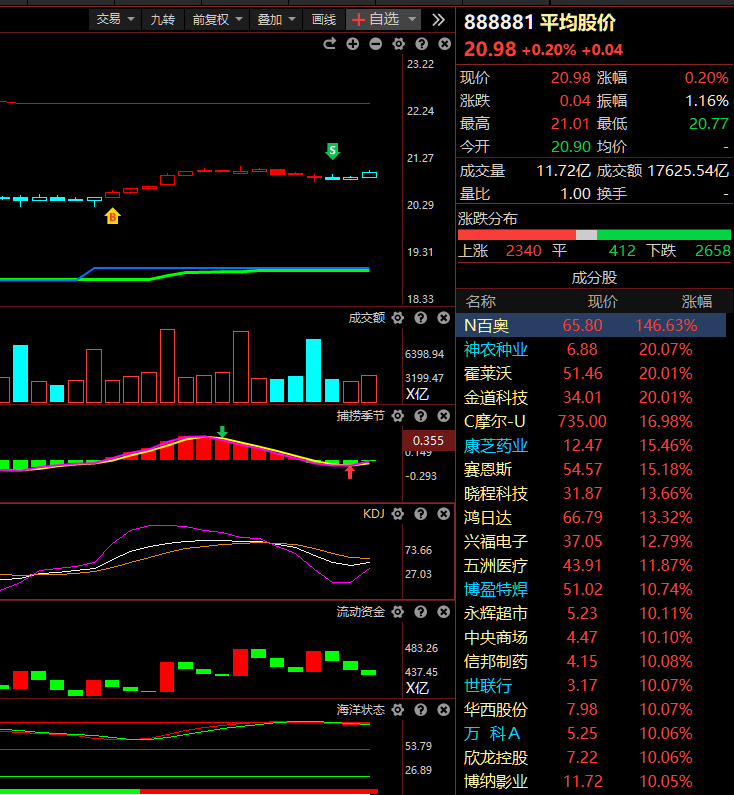 交易 九转 前复权 叠加 画线 +自选
23.22
22.24
21.27
S
20.29
B
19.31
18.33
成交额
6398.94
3199.47
X亿
捕捞季节
0.355
0.149
-0.293
KDJ
73.66
27.03
流动资金
483.26
437.45
X亿
海洋状态
53.79
26.89
888881 平均股价
20.98 +0.20% +0.04
现价 20.98 涨幅 0.20%
涨跌 0.04 振幅 1.16%
最高 21.01 最低 20.77
今开 20.90 均价 -
成交量 11.72亿 成交额 17625.54亿
量比 1.00 换手 -
涨跌分布
上涨 2340 平 412 下跌 2658
成分股
名称 现价 涨幅
N百奥 65.80 146.63%
神农种业 6.88 20.07%
霍莱沃 51.46 20.01%
金道科技 34.01 20.01%
C摩尔-U 735.00 16.98%
康芝药业 12.47 15.46%
赛恩斯 54.57 15.18%
晓程科技 31.87 13.66%
鸿日达 66.79 13.32%
兴福电子 37.05 12.79%
五洲医疗 43.91 11.87%
博盈特焊 51.02 10.74%
永辉超市 5.23 10.11%
中央商场 4.47 10.10%
信邦制药 4.15 10.08%
世联行 3.17 10.07%
华西股份 7.98 10.07%
万 科A 5.25 10.06%
欣龙控股 7.22 10.06%
博纳影业 11.72 10.05%